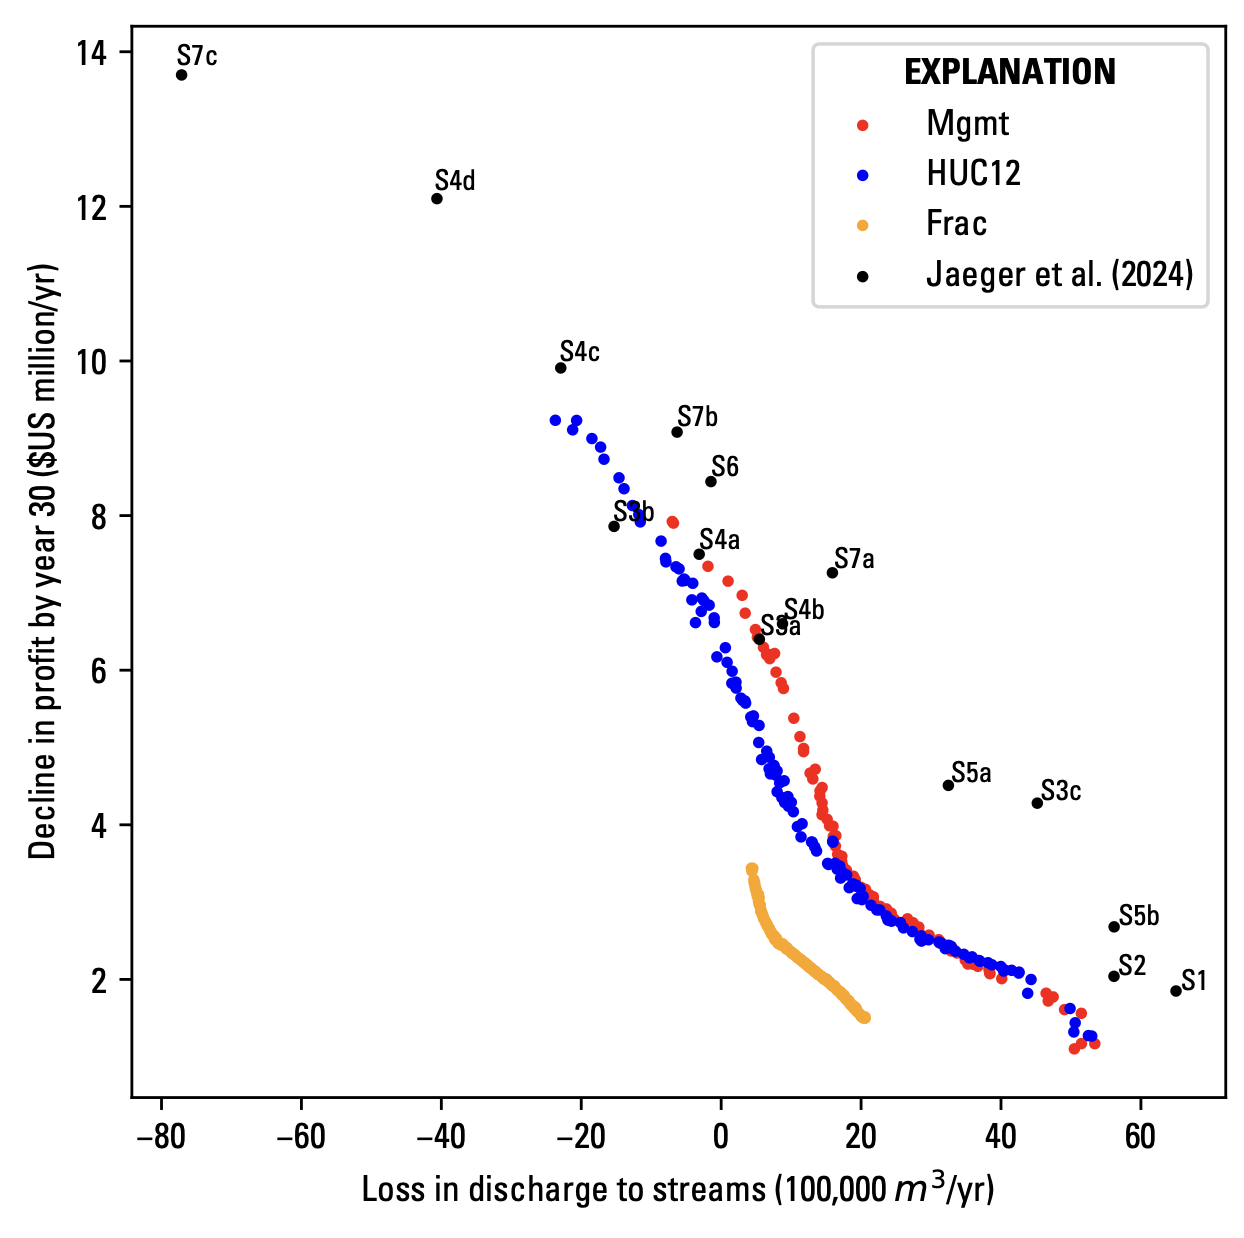 S7c
S4d
S4c
S7b
S6
S3b
S4a
S7a
S4b
S3a
S5a
S3c
S5b
S2
S1
EXPLANATION
Mgmt
HUC12
Frac
Jaeger et al. (2024)
14
12
10
8
6
4
2
Decline in profit by year 30 ($US million/yr)
−80 −60 −40 −20 0 20 40 60
Loss in discharge to streams (100,000 m³/yr)